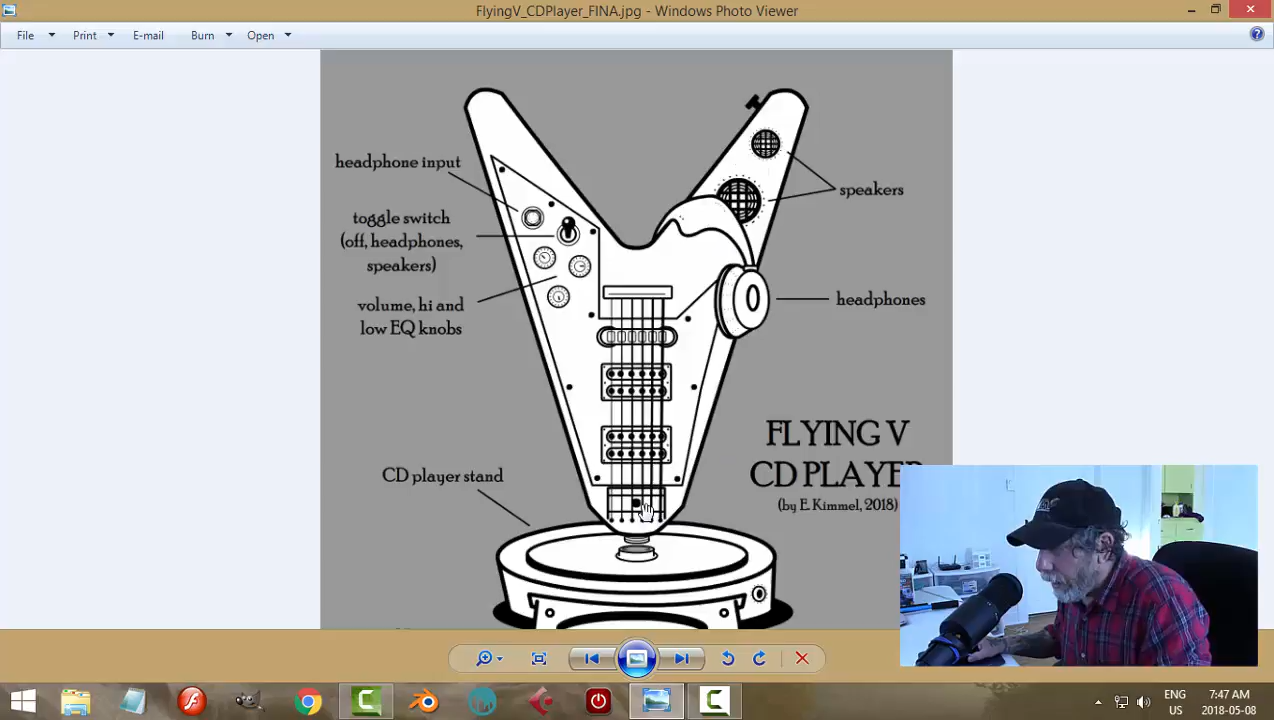 FlyingV_CDPlayer_FINA.jpg - Windows Photo Viewer
File Print E-mail Burn Open
headphone input
toggle switch
(off, headphones,
speakers)
volume, hi and
low EQ knobs
speakers
headphones
CD player stand
FLYING V
CD PLAYER
(by E. Kimmel, 2018)
ENG
US
7:47 AM
2018-05-08